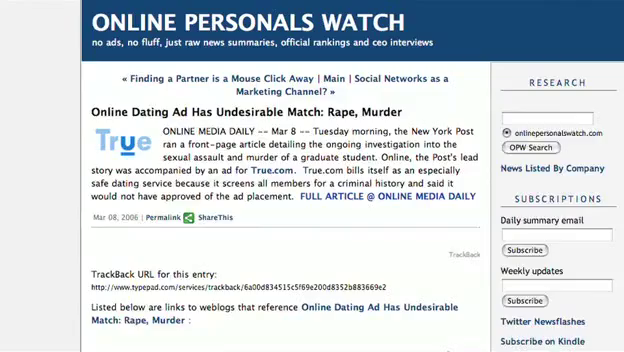 ONLINE PERSONALS WATCH
no ads, no fluff, just raw news summaries, official rankings and ceo interviews
« Finding a Partner is a Mouse Click Away | Main | Social Networks as a
Marketing Channel? »
Online Dating Ad Has Undesirable Match: Rape, Murder
True
ONLINE MEDIA DAILY -- Mar 8 -- Tuesday morning, the New York Post
ran a front-page article detailing the ongoing investigation into the
sexual assault and murder of a graduate student. Online, the Post's lead
story was accompanied by an ad for True.com. True.com bills itself as an especially
safe dating service because it screens all members for a criminal history and said it
would not have approved of the ad placement. FULL ARTICLE @ ONLINE MEDIA DAILY
Mar 08, 2006 | Permalink ShareThis
TrackBack
TrackBack URL for this entry:
http://www.typepad.com/services/trackback/6a00d834515c5f69e200d8352b883669e2
Listed below are links to weblogs that reference Online Dating Ad Has Undesirable
Match: Rape, Murder :
RESEARCH
onlinepersonalswatch.com
OPW Search
News Listed By Company
SUBSCRIPTIONS
Daily summary email
Subscribe
Weekly updates
Subscribe
Twitter Newsflashes
Subscribe on Kindle